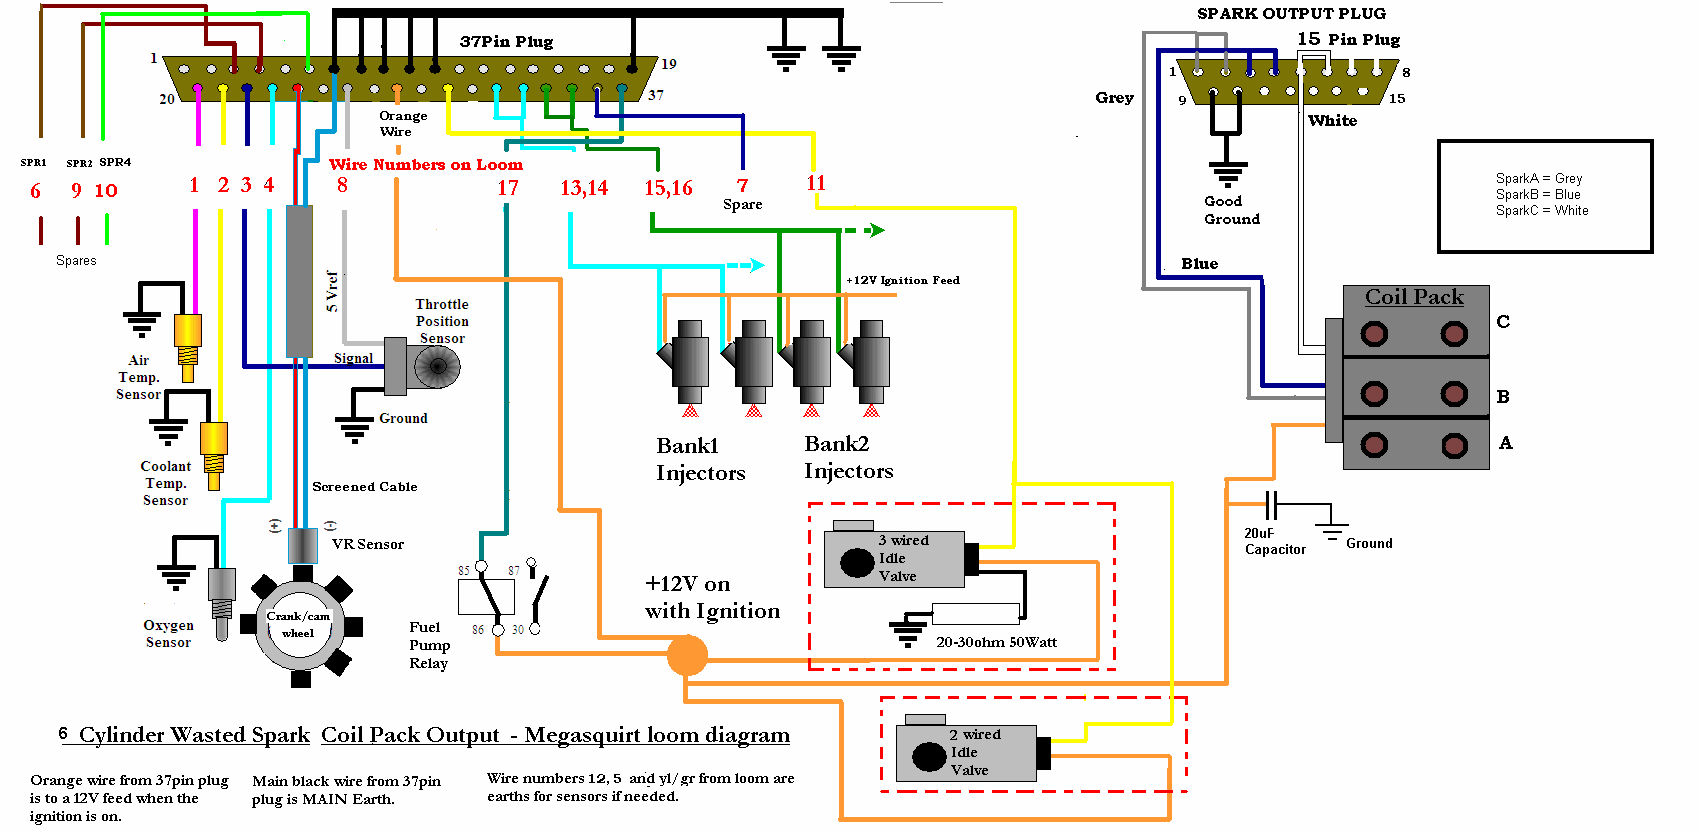 SPARK OUTPUT PLUG
37Pin Plug
15 Pin Plug
1
19
20
37
1
8
9
15
Grey
White
Orange
Wire
SPR1
SPR2
SPR4
Wire Numbers on Loom
6
9
10
1
2
3
4
8
17
13,14
15,16
7
11
Spare
Spares
Good
Ground
SparkA = Grey
SparkB = Blue
SparkC = White
Blue
5 Vref
+12V Ignition Feed
Throttle
Position
Sensor
Signal
Ground
Air
Temp.
Sensor
Coil Pack
C
B
A
Bank1
Injectors
Bank2
Injectors
Coolant
Temp.
Sensor
Screened Cable
(+)
(-)
VR Sensor
Oxygen
Sensor
Crank/cam
wheel
85
87
86
30
Fuel
Pump
Relay
+12V on
with Ignition
3 wired
Idle
Valve
20-30ohm 50Watt
20uF
Capacitor
Ground
2 wired
Idle
Valve
6 Cylinder Wasted Spark Coil Pack Output - Megasquirt loom diagram
Orange wire from 37pin plug
is to a 12V feed when the
ignition is on.
Main black wire from 37pin
plug is MAIN Earth.
Wire numbers 12, 5 and yl/gr from loom are
earths for sensors if needed.